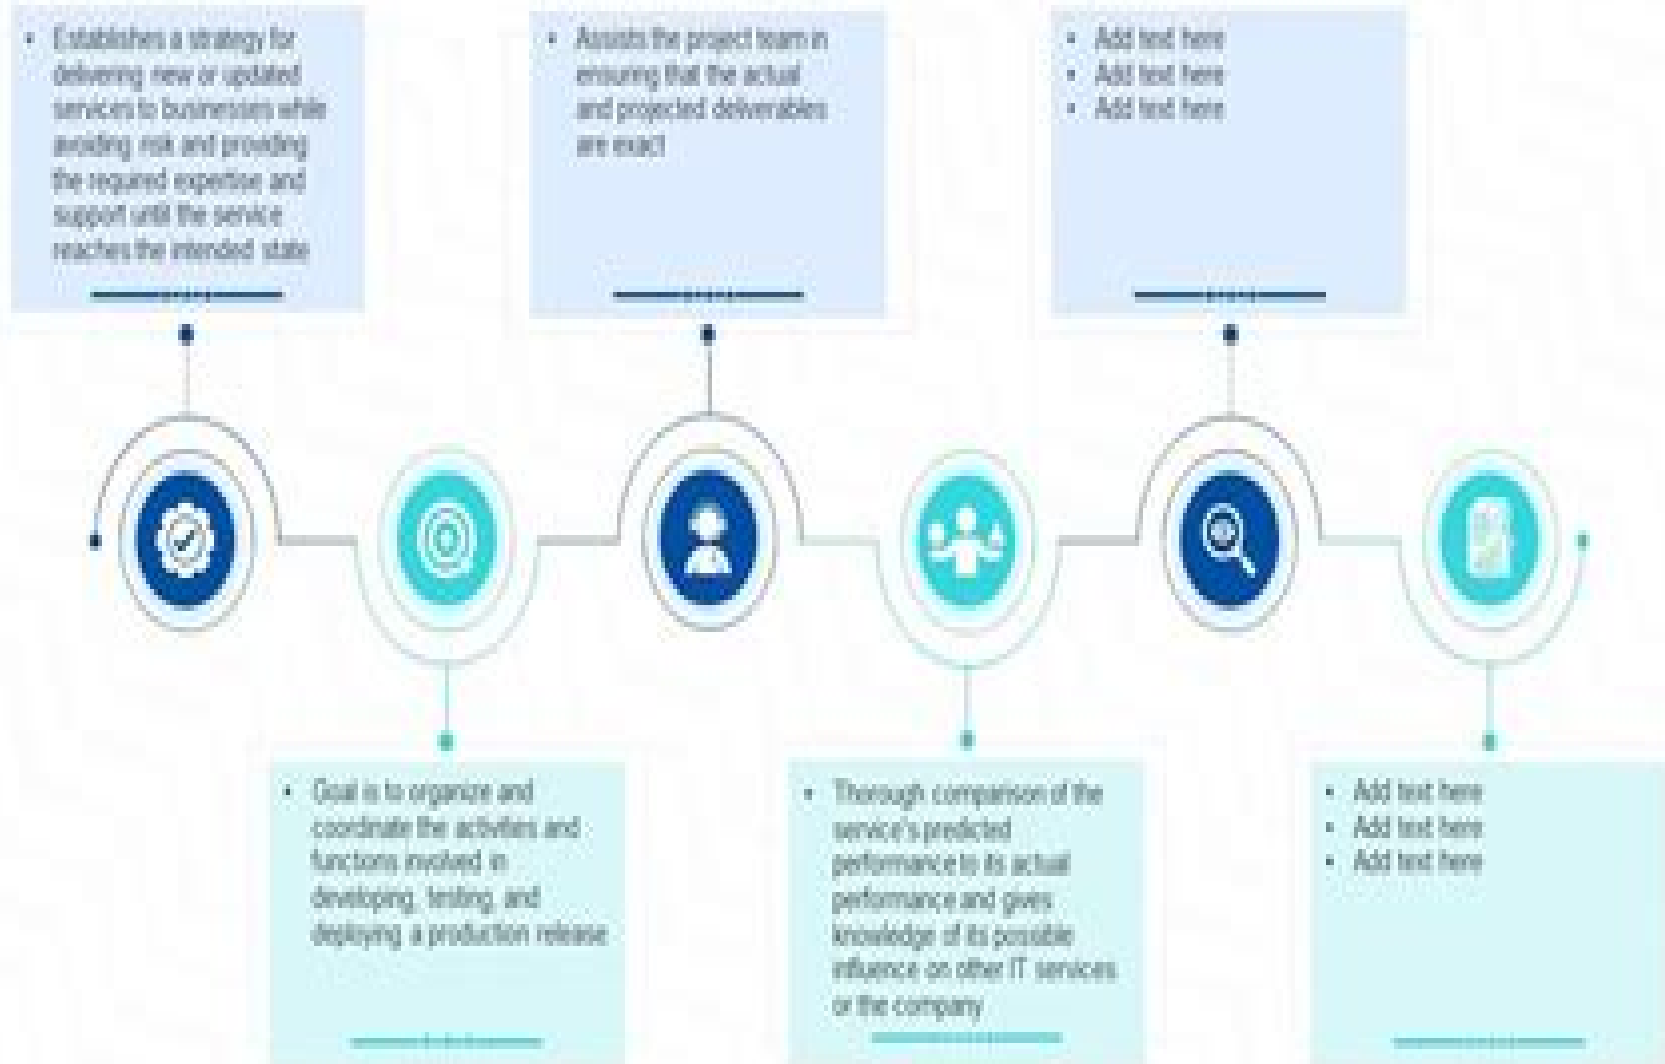 • Establishes a strategy for
delivering new or updated
services to businesses while
avoiding risk and providing
the required expertise and
support until the service
reaches the intended state
• Assists the project team in
ensuring that the actual
and projected deliverables
are exact
• Add text here
• Add text here
• Add text here
• Goal is to organize and
coordinate the activities and
functions involved in
developing, testing, and
deploying a production release
• Thorough comparison of the
service's predicted
performance to its actual
performance and gives
knowledge of its possible
influence on other IT services
or the company
• Add text here
• Add text here
• Add text here